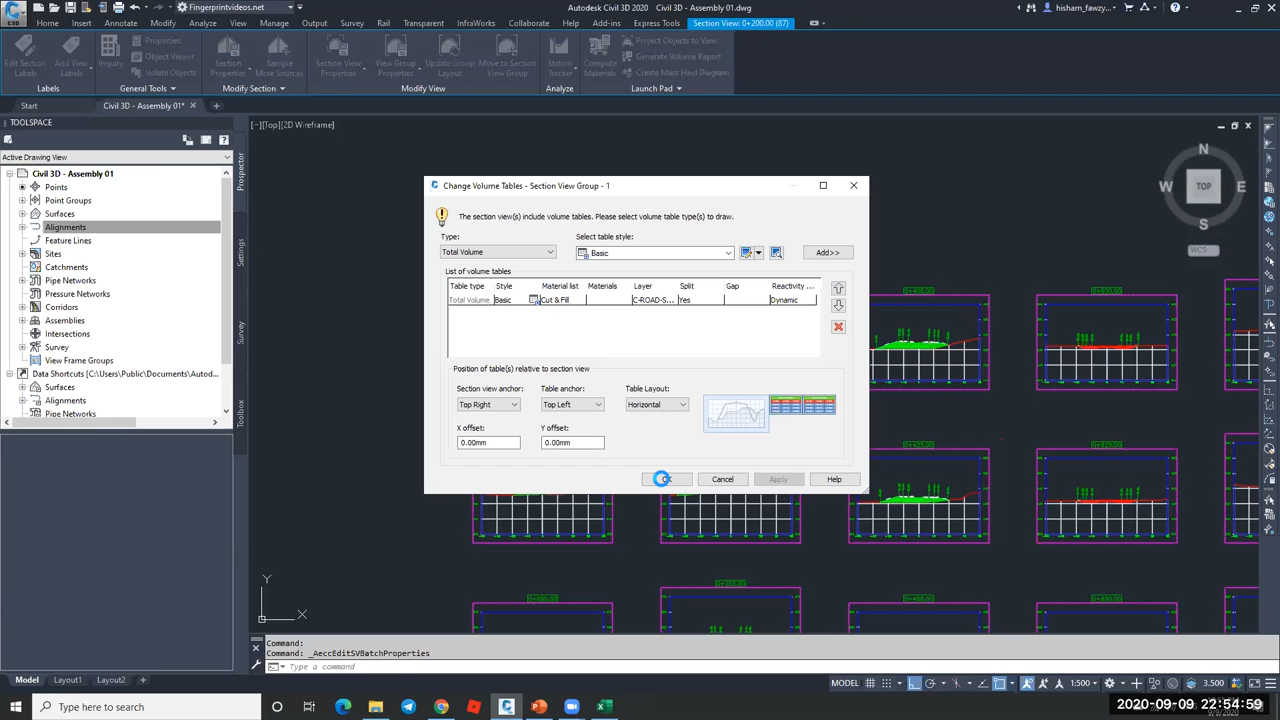 Fingerprintvideos.net
Autodesk Civil 3D 2020 Civil 3D - Assembly 01.dwg
hisham_fawzy...
Home Insert Annotate Modify Analyze View Manage Output Survey Rail Transparent InfraWorks Collaborate Help Add-ins Express Tools Section View: 0+200.00 (87)
Edit Section Labels
Add View Labels
Inquiry
Properties
Object Viewer
Isolate Objects
Section Properties
Sample More Sources
Section View Properties
View Group Properties
Update Group Layout
Move to Section View Group
Station Tracker
Compute Materials
Project Objects to View
Generate Volume Report
Create Mass Haul Diagram
Labels General Tools Modify Section Modify View Analyze Launch Pad
Start Civil 3D - Assembly 01*
TOOLSPACE
[−][Top][2D Wireframe]
Active Drawing View
Civil 3D - Assembly 01
Points
Point Groups
Surfaces
Alignments
Feature Lines
Sites
Catchments
Pipe Networks
Pressure Networks
Corridors
Assemblies
Intersections
Survey
View Frame Groups
Data Shortcuts [C:\Users\Public\Documents\Autod...
Surfaces
Alignments
Pipe Networks
Prospector
Settings
Survey
Toolbox
N
W TOP E
S
WCS
Change Volume Tables - Section View Group - 1
The section view(s) include volume tables. Please select volume table type(s) to draw.
Type: Select table style:
Total Volume Basic Add>>
List of volume tables
Table type Style Material list Materials Layer Split Gap Reactivity ...
Total Volume Basic Cut & Fill C-ROAD-S... Yes Dynamic
Position of table(s) relative to section view
Section view anchor: Table anchor: Table Layout:
Top Right Top Left Horizontal
X offset: Y offset:
0.00mm 0.00mm
Cancel Apply Help
Y
X
Command:
Command: _AeccEditSVBatchProperties
Type a command
Model Layout1 Layout2
MODEL 1:500 3.500
Type here to search
2020-09-09 22:54:59